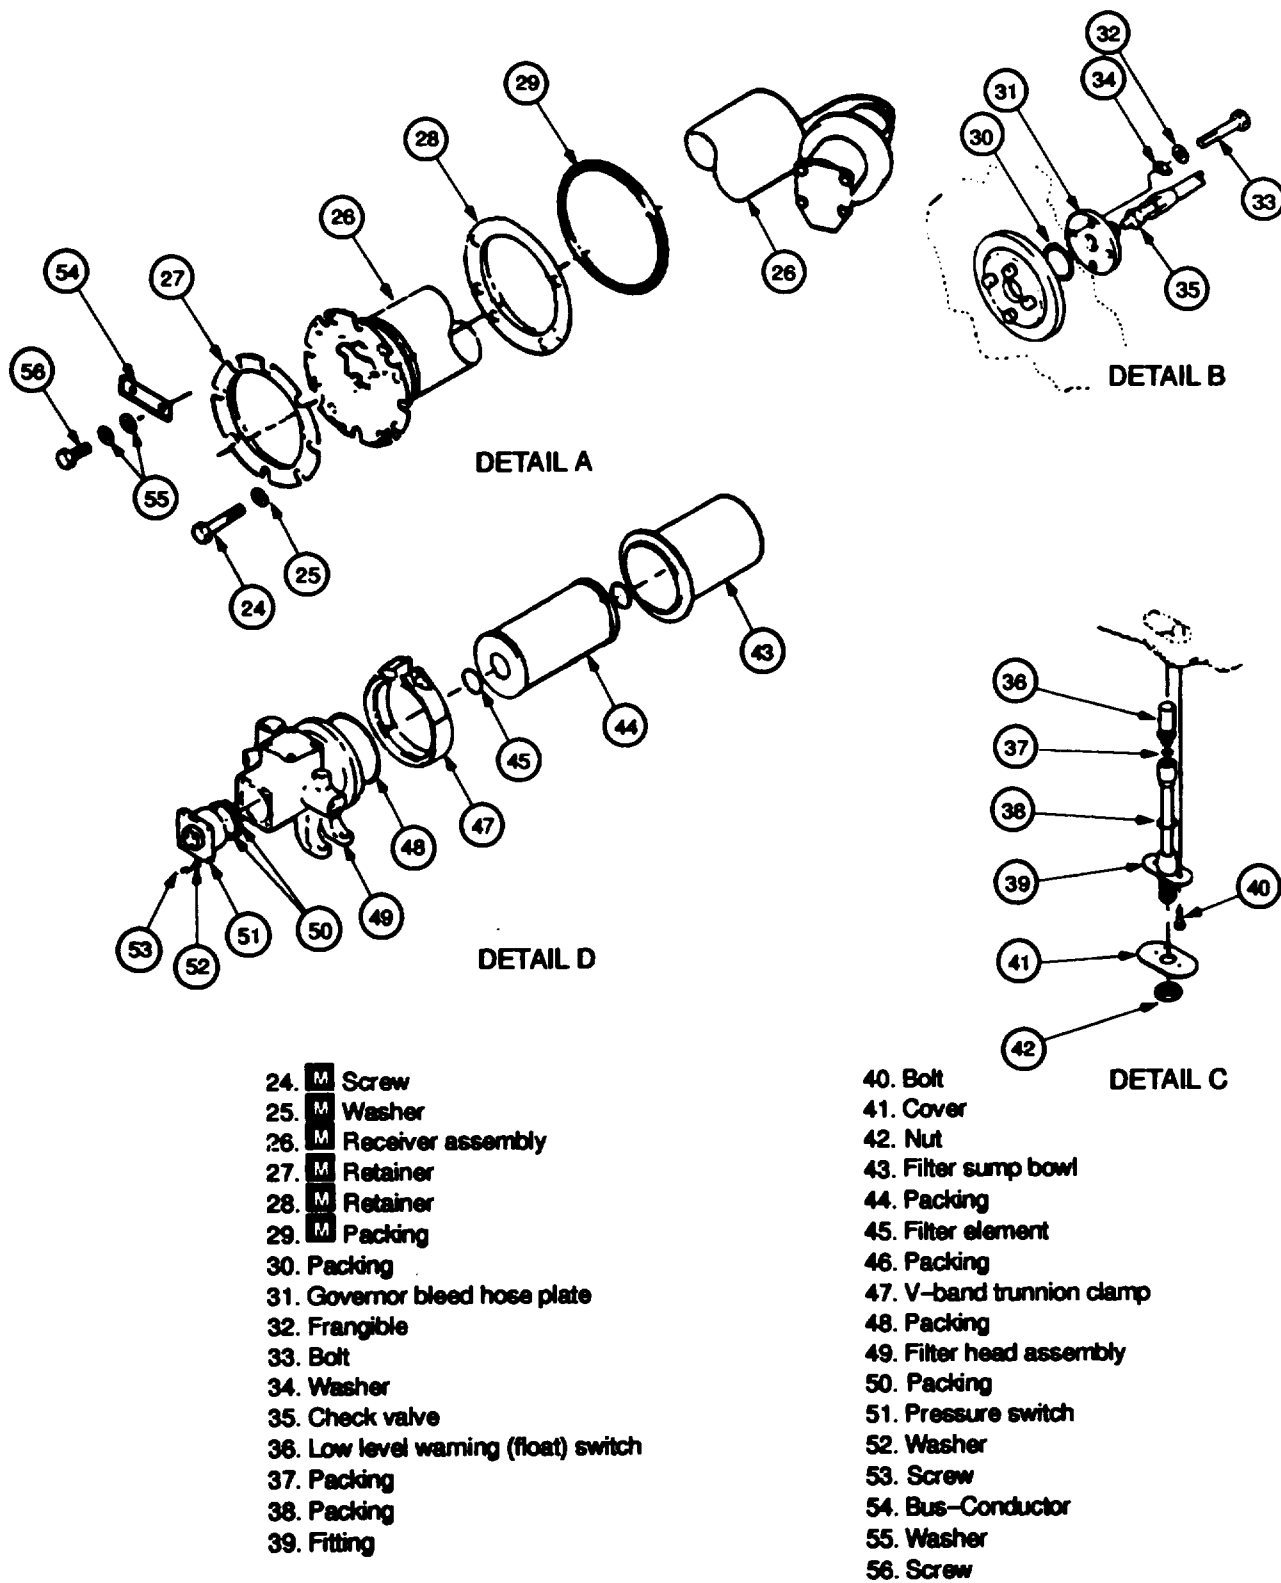 29
28
26
54
27
56
26
55
25
24
DETAIL A
32
34
31
30
33
35
DETAIL B
43
44
45
47
48
49
50
51
52
53
DETAIL D
36
37
38
39
40
41
42
DETAIL C
24. M Screw
25. M Washer
26. M Receiver assembly
27. M Retainer
28. M Retainer
29. M Packing
30. Packing
31. Governor bleed hose plate
32. Frangible
33. Bolt
34. Washer
35. Check valve
36. Low level warning (float) switch
37. Packing
38. Packing
39. Fitting
40. Bolt
41. Cover
42. Nut
43. Filter sump bowl
44. Packing
45. Filter element
46. Packing
47. V-band trunnion clamp
48. Packing
49. Filter head assembly
50. Packing
51. Pressure switch
52. Washer
53. Screw
54. Bus-Conductor
55. Washer
56. Screw